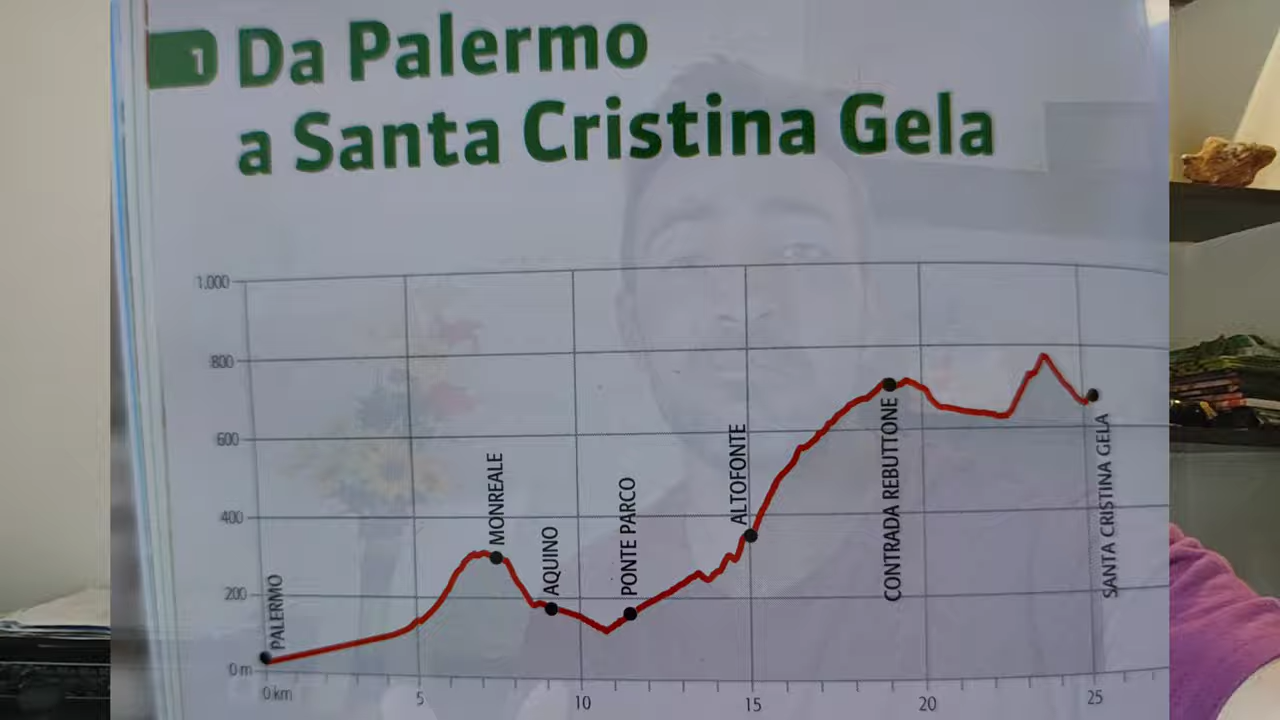 1 Da Palermo
a Santa Cristina Gela
1.000
800
600
400
200
0 m
PALERMO
MONREALE
AQUINO
PONTE PARCO
ALTOFONTE
CONTRADA REBUTTONE
SANTA CRISTINA GELA
0 km 5 10 15 20 25